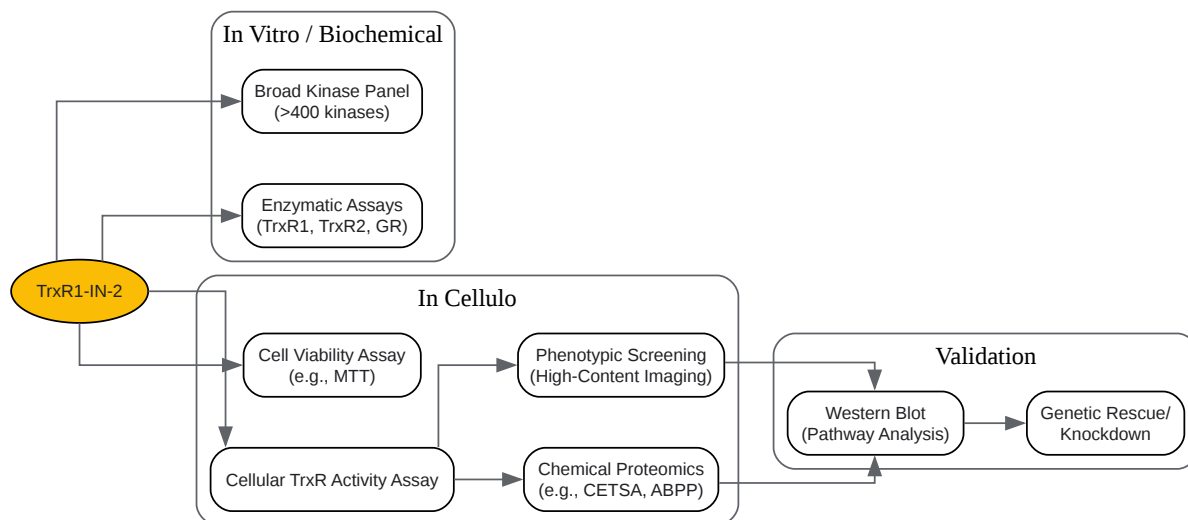 In Vitro / Biochemical
Broad Kinase Panel
(>400 kinases)
Enzymatic Assays
(TrxR1, TrxR2, GR)
TrxR1-IN-2
In Cellulo
Cell Viability Assay
(e.g., MTT)
Phenotypic Screening
(High-Content Imaging)
Cellular TrxR Activity Assay
Chemical Proteomics
(e.g., CETSA, ABPP)
Validation
Western Blot
(Pathway Analysis)
Genetic Rescue/
Knockdown